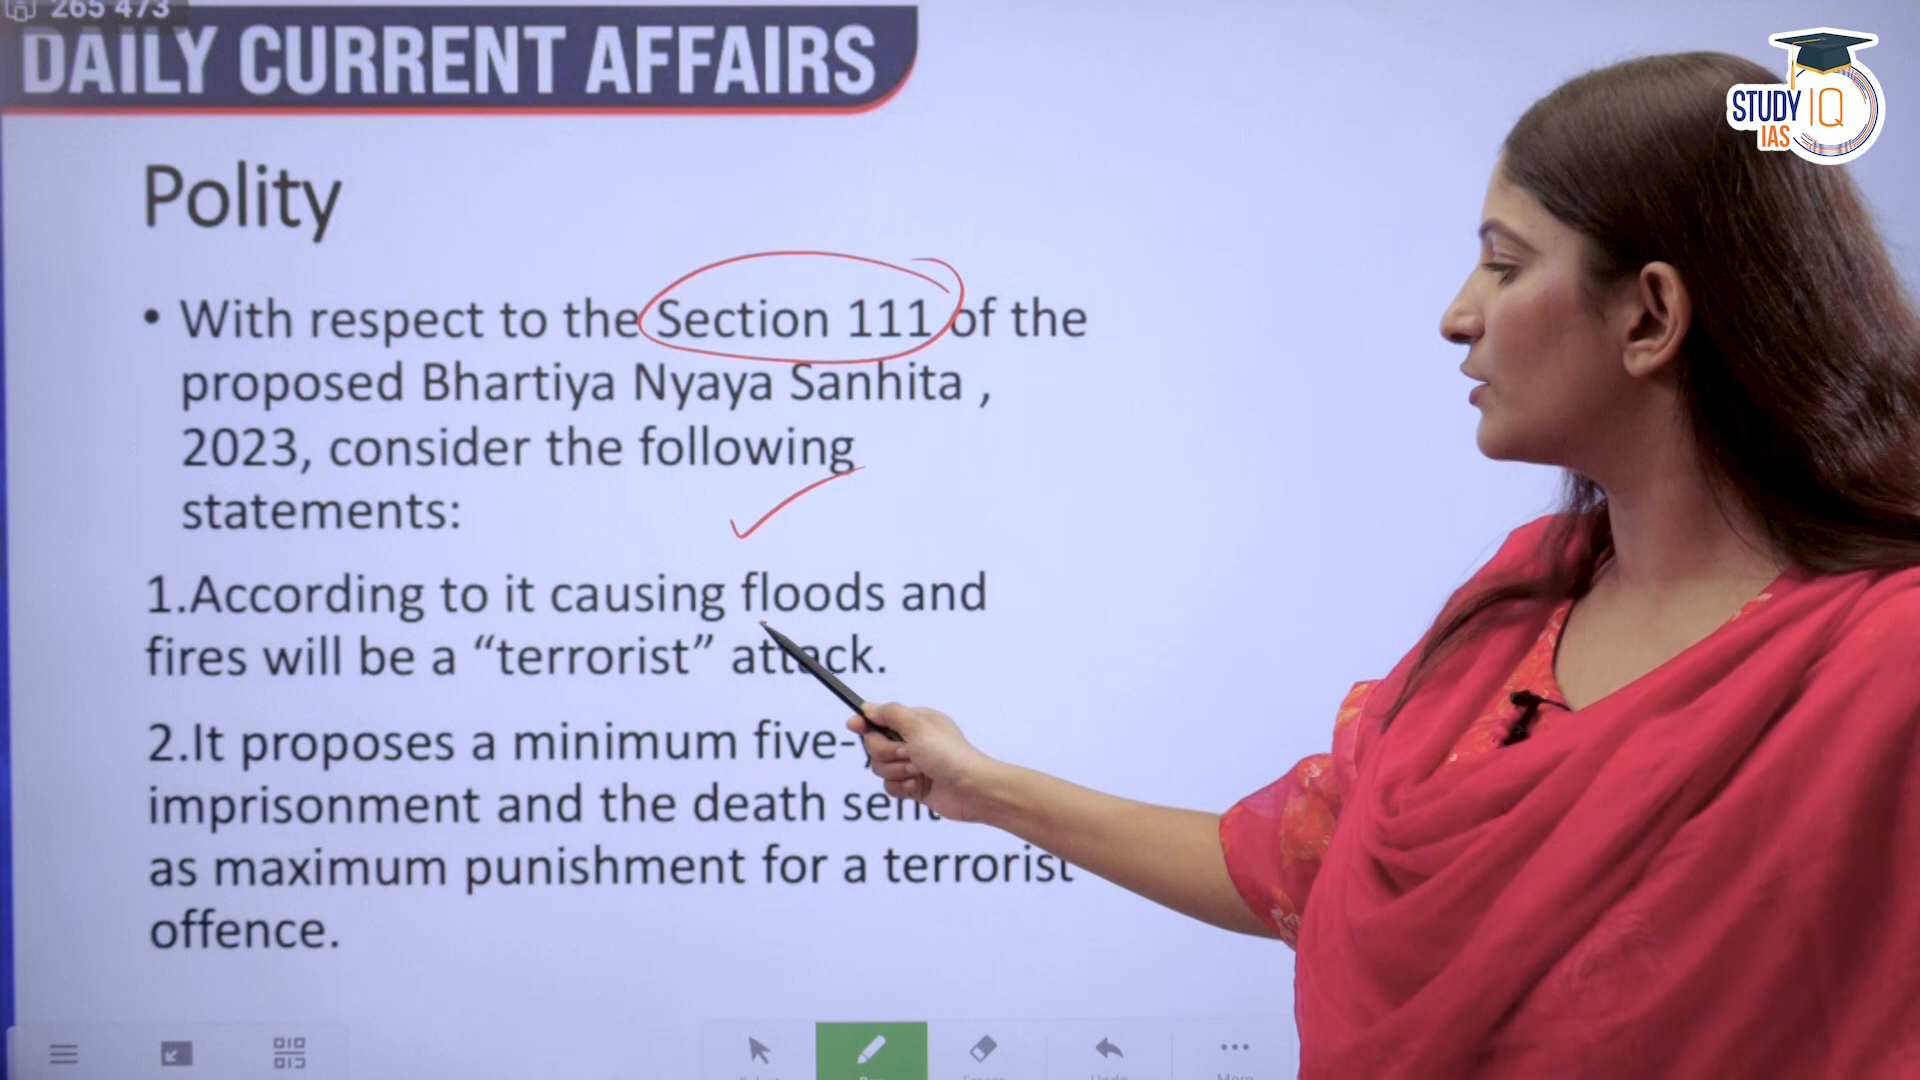 265 473
DAILY CURRENT AFFAIRS
STUDY IQ
IAS
Polity
• With respect to the Section 111 of the
proposed Bhartiya Nyaya Sanhita ,
2023, consider the following
statements:
1.According to it causing floods and
fires will be a “terrorist” attack.
2.It proposes a minimum five-
imprisonment and the death
as maximum punishment for a terrorist
offence.